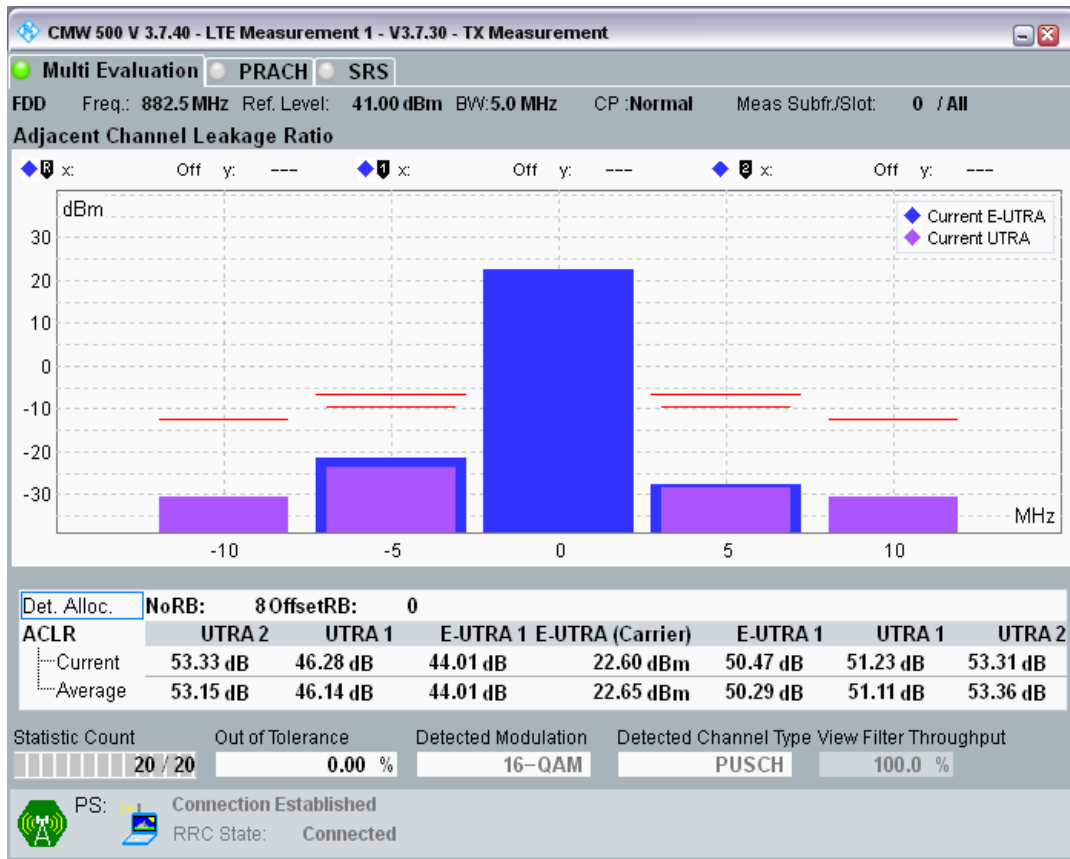 CMW 500 V 3.7.40 - LTE Measurement 1 - V3.7.30 - TX Measurement
Multi Evaluation PRACH SRS
FDD Freq.: 882.5 MHz Ref. Level: 41.00 dBm BW:5.0 MHz CP :Normal Meas Subfr./Slot: 0 / All
Adjacent Channel Leakage Ratio
R x: Off y: --- 1 x: Off y: --- 2 x: Off y: ---
dBm
Current E-UTRA
Current UTRA
30
20
10
0
-10
-20
-30
MHz
-10 -5 0 5 10
Det. Alloc. NoRB: 8 OffsetRB: 0
ACLR UTRA 2 UTRA 1 E-UTRA 1 E-UTRA (Carrier) E-UTRA 1 UTRA 1 UTRA 2
Current 53.33 dB 46.28 dB 44.01 dB 22.60 dBm 50.47 dB 51.23 dB 53.31 dB
Average 53.15 dB 46.14 dB 44.01 dB 22.65 dBm 50.29 dB 51.11 dB 53.36 dB
Statistic Count Out of Tolerance Detected Modulation Detected Channel Type View Filter Throughput
20 / 20 0.00 % 16-QAM PUSCH 100.0 %
PS: Connection Established
RRC State: Connected